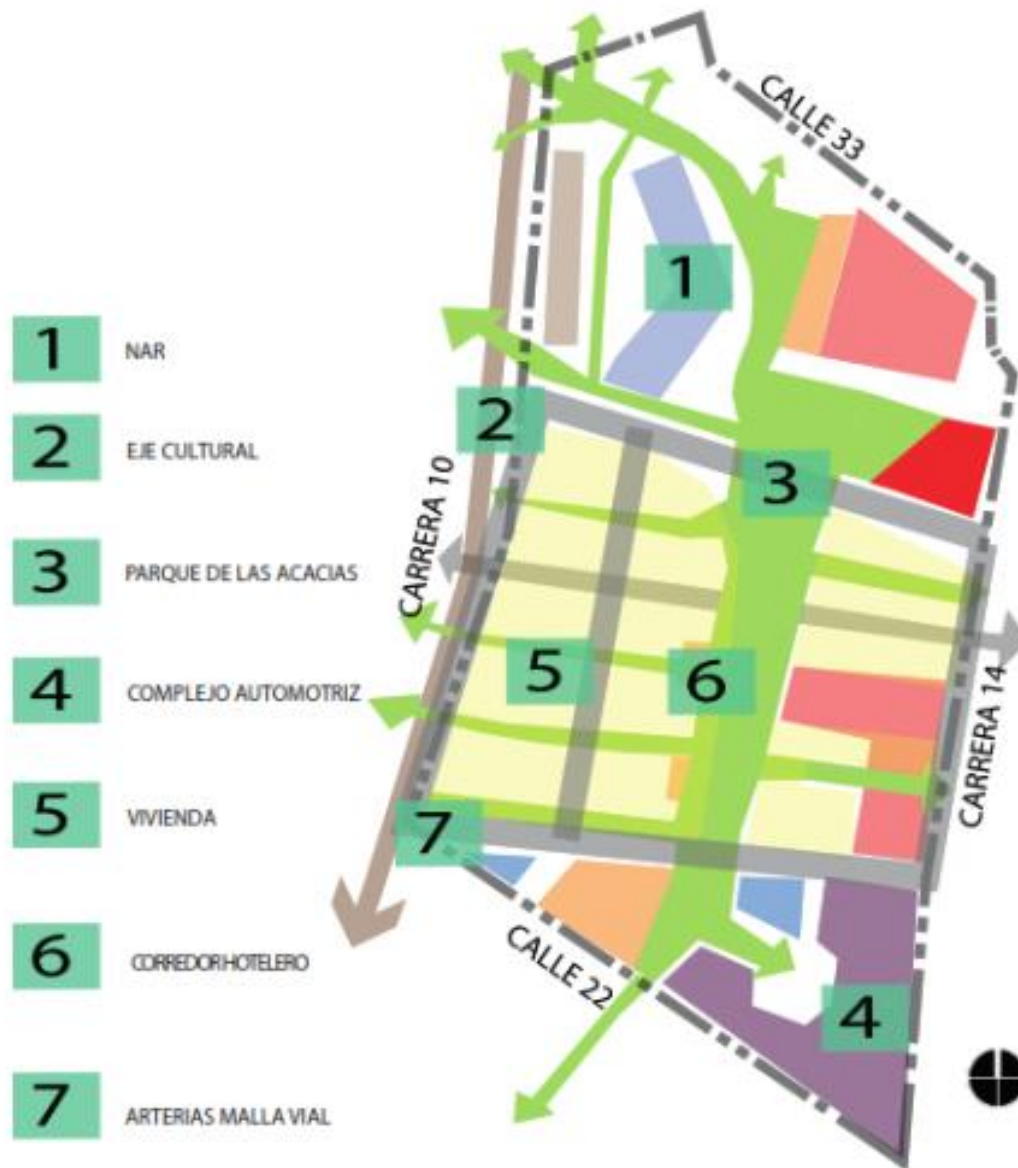 1 NAR
2 EJE CULTURAL
3 PARQUE DE LAS ACACIAS
4 COMPLEJO AUTOMOTRIZ
5 VIVIENDA
6 CORREDOR HOTELERO
7 ARTERIAS MALLA VIAL
CALLE 33
1
2
3
CARRERA 10
5
6
CARRERA 14
7
CALLE 22
4